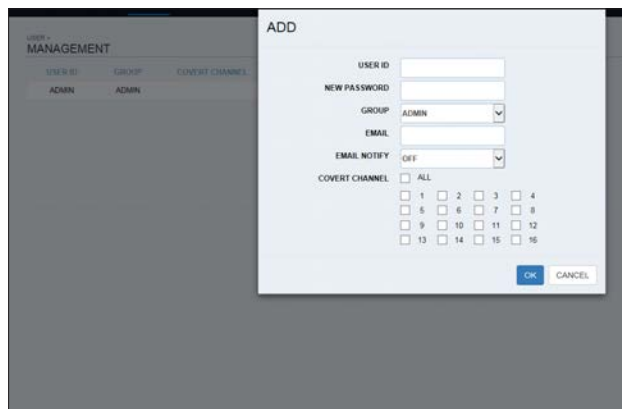 USER >
MANAGEMENT
USER ID GROUP COVERT CHANNEL
ADMIN ADMIN
ADD
USER ID
NEW PASSWORD
GROUP ADMIN
EMAIL
EMAIL NOTIFY OFF
COVERT CHANNEL ALL
1 2 3 4
5 6 7 8
9 10 11 12
13 14 15 16
OK CANCEL